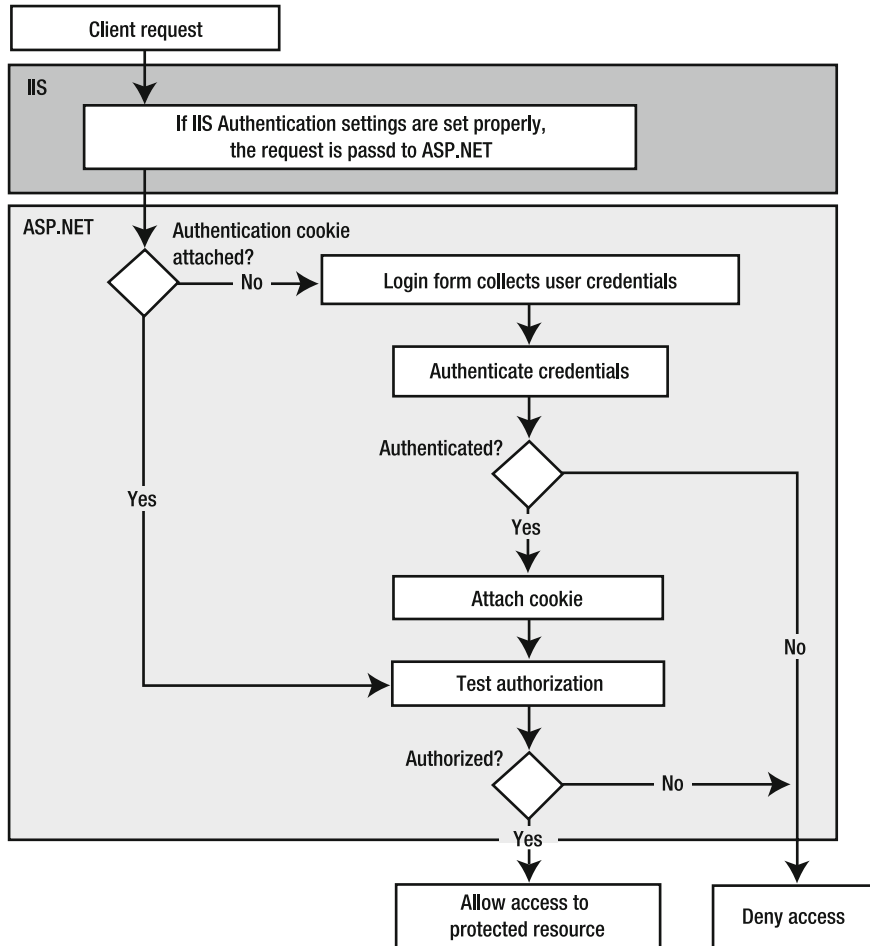 Client request
IIS
If IIS Authentication settings are set properly,
the request is passd to ASP.NET
ASP.NET
Authentication cookie
attached?
No
Login form collects user credentials
Authenticate credentials
Authenticated?
Yes
Yes
Attach cookie
No
Test authorization
Authorized?
No
Yes
Allow access to
protected resource
Deny access